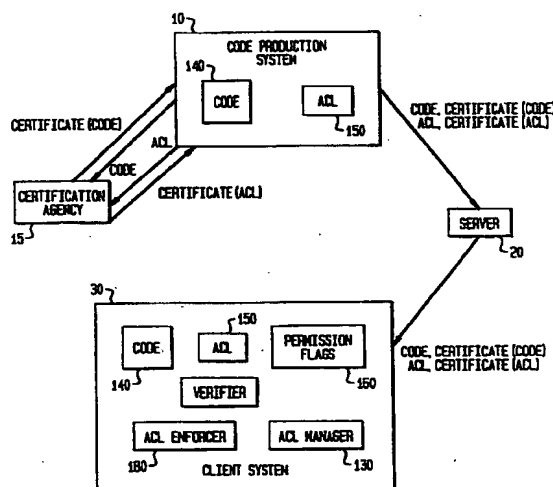 10
CODE PRODUCTION
SYSTEM
140
CODE
ACL
150
CERTIFICATE (CODE)
ACL
CODE
CERTIFICATE (ACL)
CERTIFICATION
AGENCY
15
CODE, CERTIFICATE (CODE)
ACL, CERTIFICATE (ACL)
SERVER
20
30
150
CODE
ACL
PERMISSION
FLAGS
140
160
VERIFIER
CODE, CERTIFICATE (CODE)
ACL, CERTIFICATE (ACL)
ACL ENFORCER
ACL MANAGER
180
130
CLIENT SYSTEM